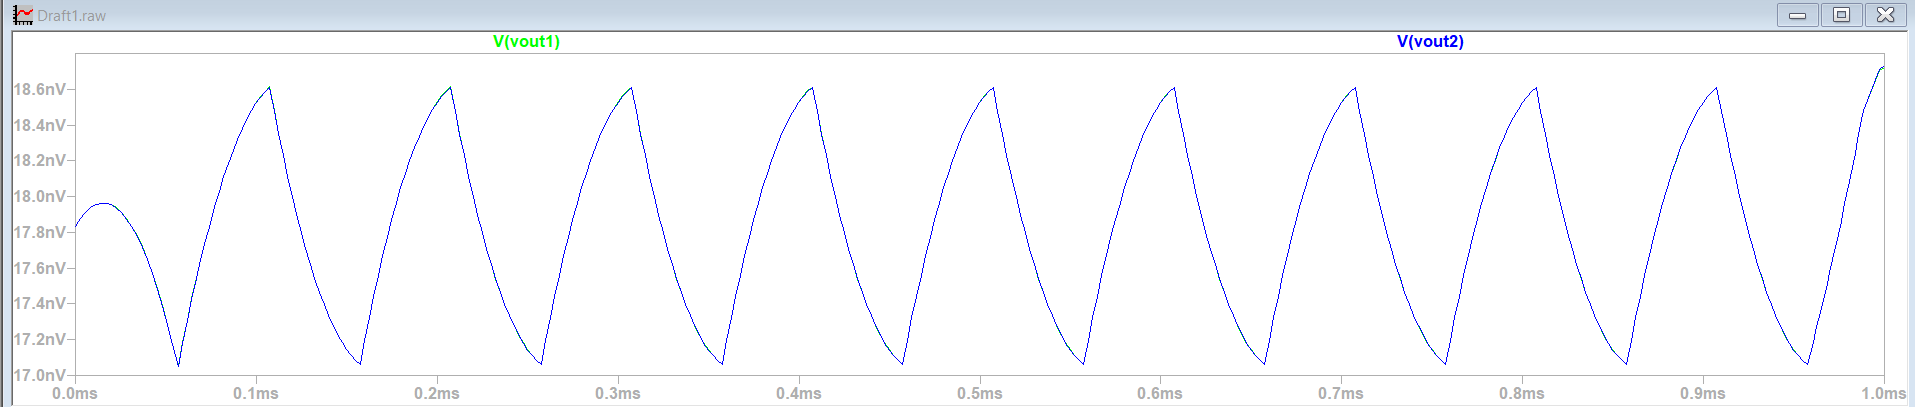 Draft1.raw
V(vout1) V(vout2)
18.6nV
18.4nV
18.2nV
18.0nV
17.8nV
17.6nV
17.4nV
17.2nV
17.0nV
0.0ms 0.1ms 0.2ms 0.3ms 0.4ms 0.5ms 0.6ms 0.7ms 0.8ms 0.9ms 1.0ms